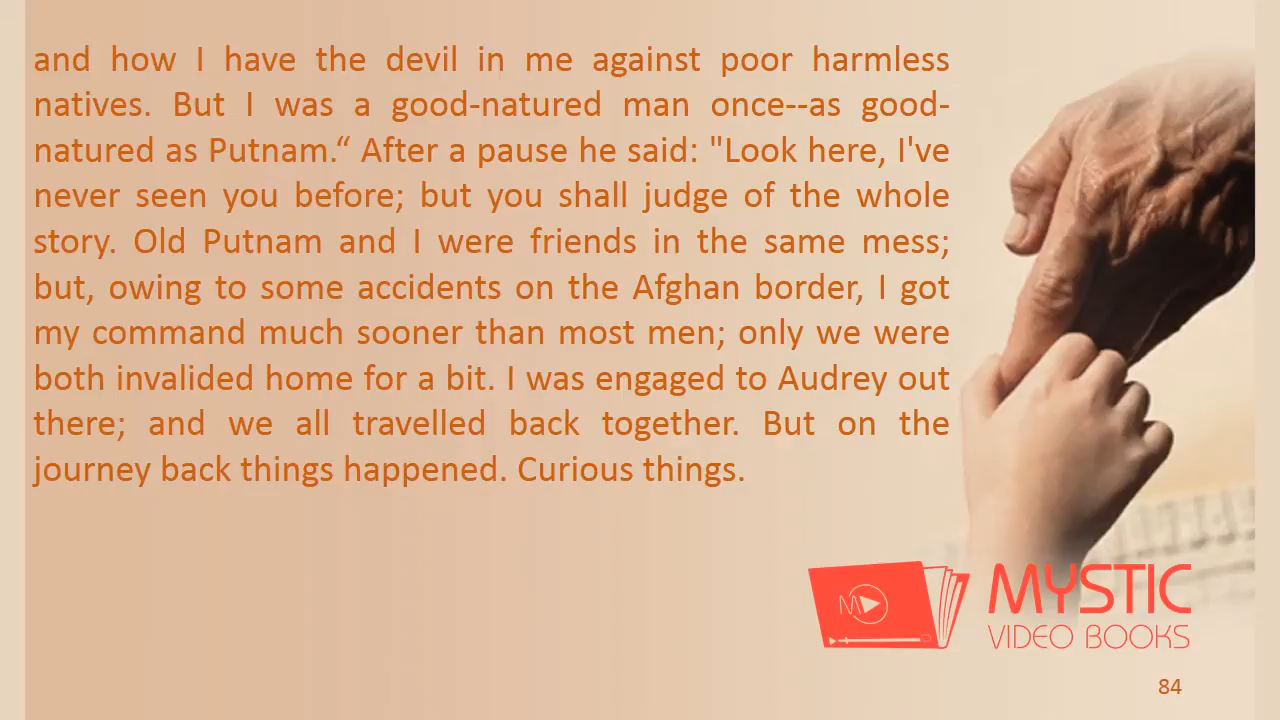 and how I have the devil in me against poor harmless
natives. But I was a good-natured man once--as good-
natured as Putnam.“ After a pause he said: "Look here, I've
never seen you before; but you shall judge of the whole
story. Old Putnam and I were friends in the same mess;
but, owing to some accidents on the Afghan border, I got
my command much sooner than most men; only we were
both invalided home for a bit. I was engaged to Audrey out
there; and we all travelled back together. But on the
journey back things happened. Curious things.
M
MYSTIC
VIDEO BOOKS
84